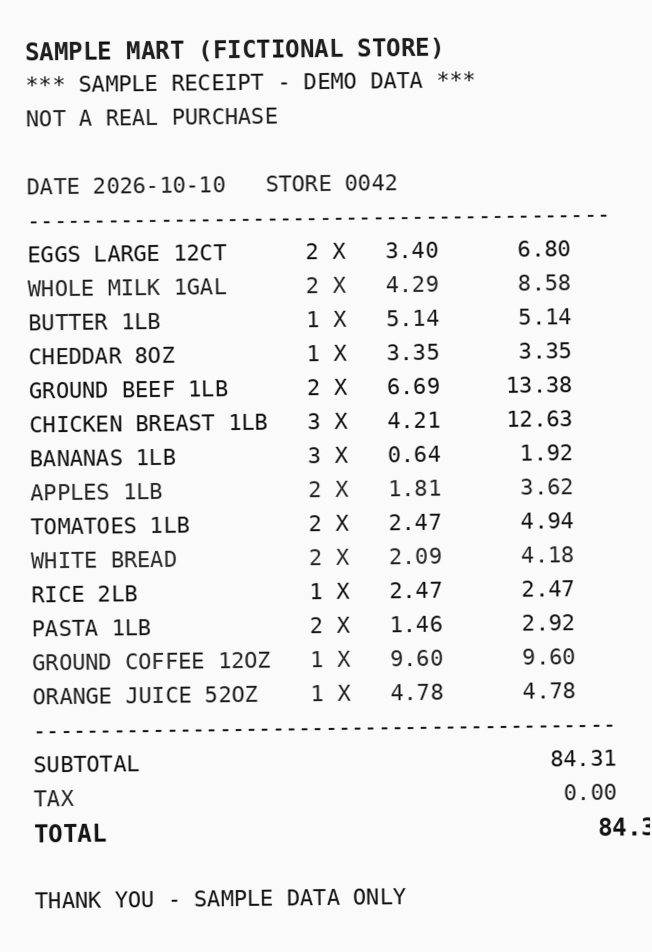 SAMPLE MART (FICTIONAL STORE)
*** SAMPLE RECEIPT - DEMO DATA ***
NOT A REAL PURCHASE
DATE 2026-10-10 STORE 0042
--------------------------------------------
EGGS LARGE 12CT 2 X 3.40 6.80
WHOLE MILK 1GAL 2 X 4.29 8.58
BUTTER 1LB 1 X 5.14 5.14
CHEDDAR 8OZ 1 X 3.35 3.35
GROUND BEEF 1LB 2 X 6.69 13.38
CHICKEN BREAST 1LB 3 X 4.21 12.63
BANANAS 1LB 3 X 0.64 1.92
APPLES 1LB 2 X 1.81 3.62
TOMATOES 1LB 2 X 2.47 4.94
WHITE BREAD 2 X 2.09 4.18
RICE 2LB 1 X 2.47 2.47
PASTA 1LB 2 X 1.46 2.92
GROUND COFFEE 12OZ 1 X 9.60 9.60
ORANGE JUICE 52OZ 1 X 4.78 4.78
--------------------------------------------
SUBTOTAL 84.31
TAX 0.00
TOTAL
THANK YOU - SAMPLE DATA ONLY